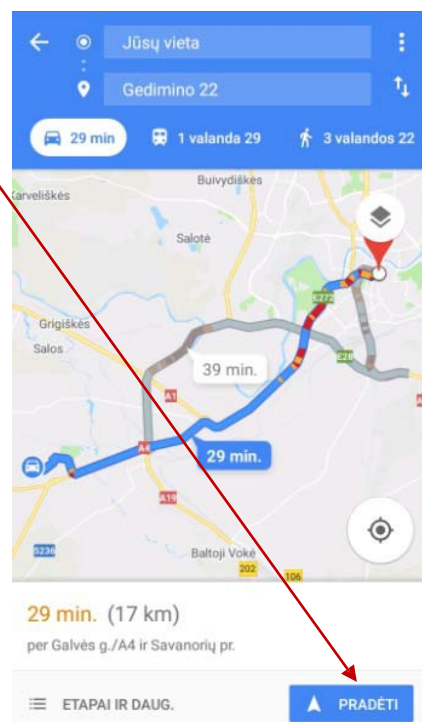 Jūsų vieta
Gedimino 22
29 min
1 valanda 29
3 valandos 22
Buivydiškės
Karveliškės
Salotė
E272
Grigiškės
Salos
E28
39 min.
A1
A4
29 min.
A19
5236
Baltoji Vokė
202
106
29 min. (17 km)
per Galvės g./A4 ir Savanorių pr.
ETAPAI IR DAUG.
PRADĖTI